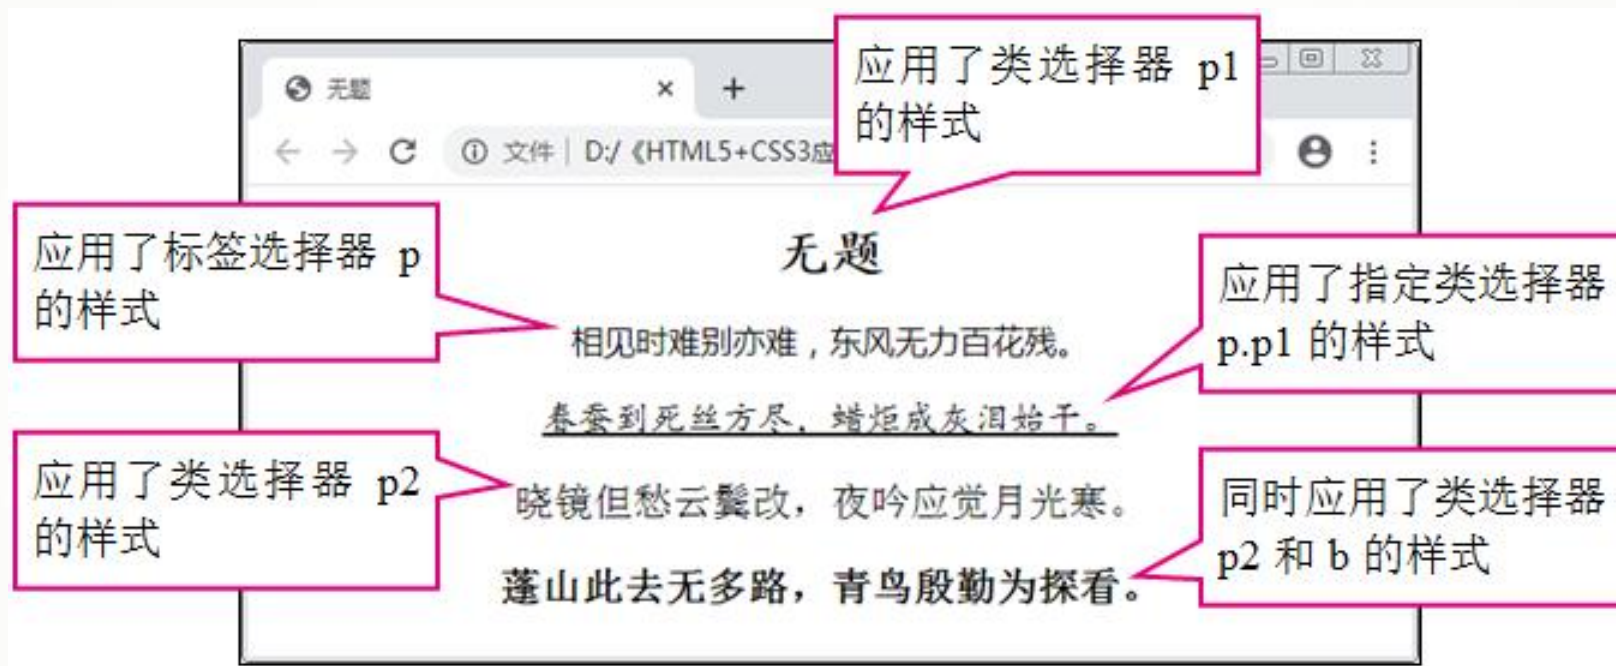 应用了类选择器 p1
的样式
无题
文件 | D:/《HTML5+CSS3应
应用了标签选择器 p
的样式
无题
应用了指定类选择器
p.p1 的样式
相见时难别亦难，东风无力百花残。
春蚕到死丝方尽，蜡炬成灰泪始干。
应用了类选择器 p2
的样式
晓镜但愁云鬓改，夜吟应觉月光寒。
同时应用了类选择器
p2 和 b 的样式
蓬山此去无多路，青鸟殷勤为探看。